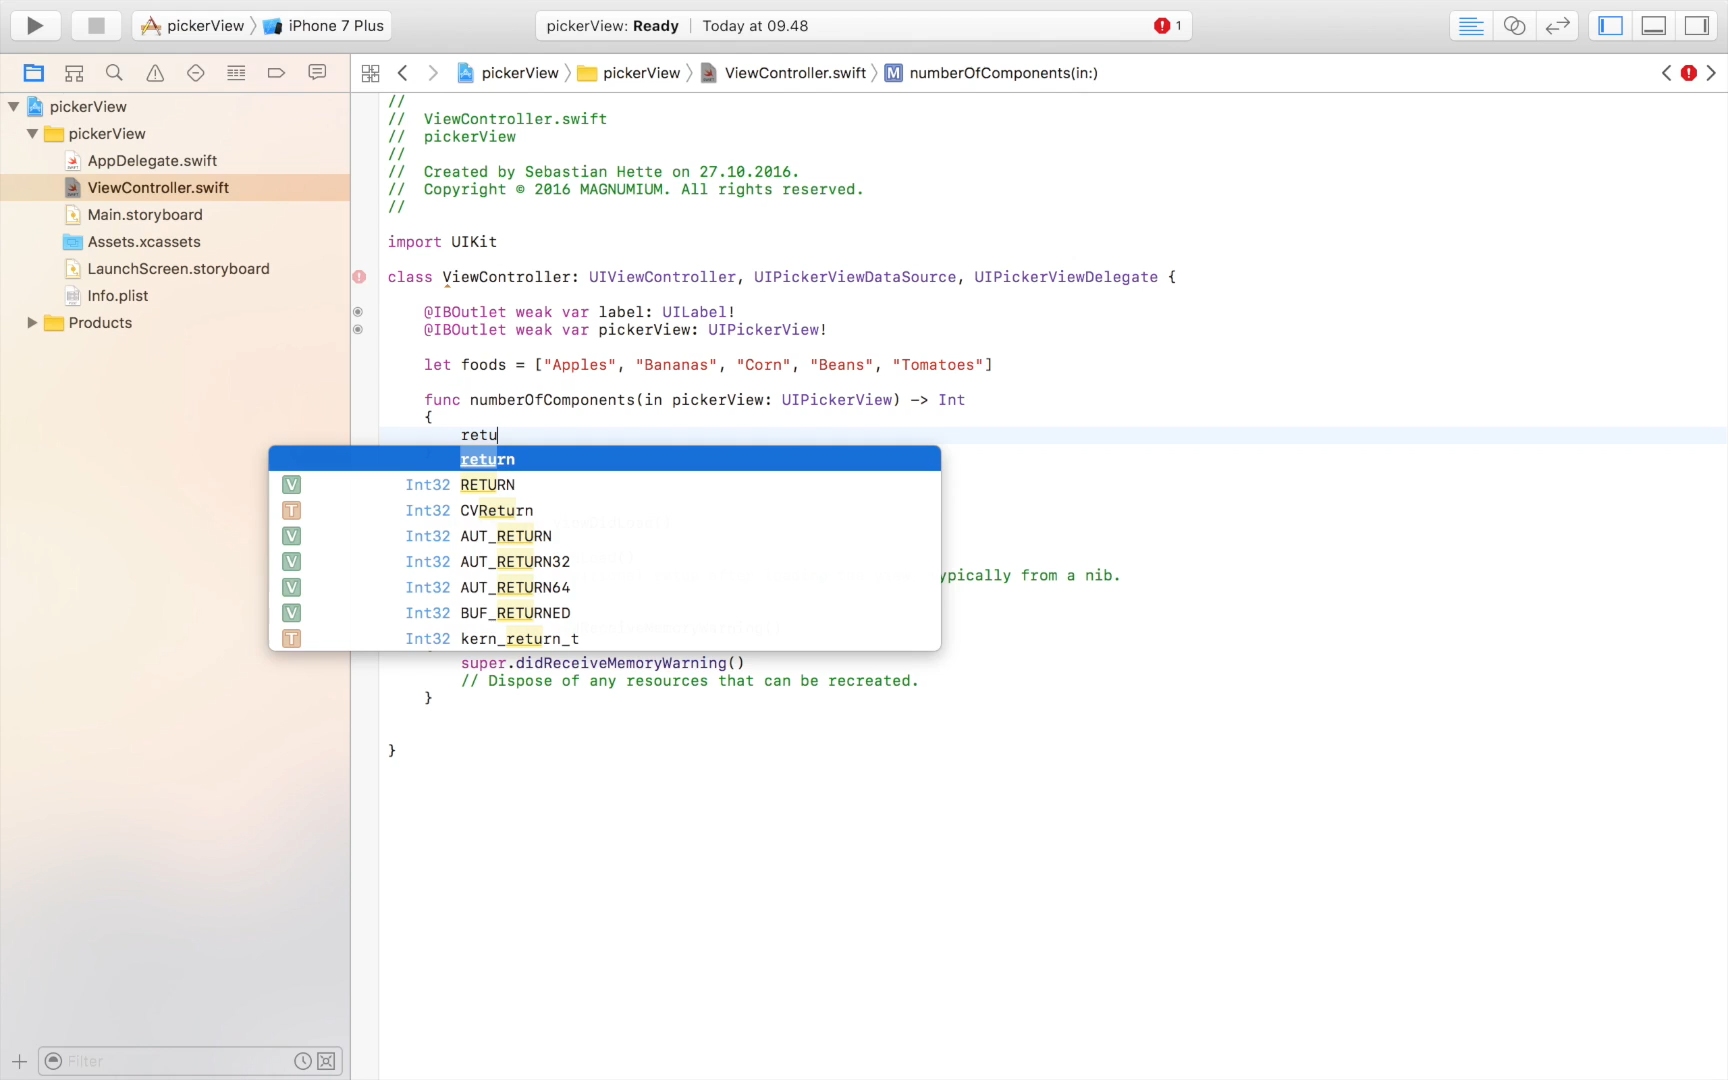 pickerView iPhone 7 Plus pickerView: Ready Today at 09.48 1
pickerView pickerView ViewController.swift M numberOfComponents(in:)
pickerView
pickerView
AppDelegate.swift
ViewController.swift
Main.storyboard
Assets.xcassets
LaunchScreen.storyboard
Info.plist
Products
//
// ViewController.swift
// pickerView
//
// Created by Sebastian Hette on 27.10.2016.
// Copyright © 2016 MAGNUMIUM. All rights reserved.
//
import UIKit
class ViewController: UIViewController, UIPickerViewDataSource, UIPickerViewDelegate {
@IBOutlet weak var label: UILabel!
@IBOutlet weak var pickerView: UIPickerView!
let foods = ["Apples", "Bananas", "Corn", "Beans", "Tomatoes"]
func numberOfComponents(in pickerView: UIPickerView) -> Int
{
retu
return
V Int32 RETURN
T Int32 CVReturn
V Int32 AUT_RETURN
V Int32 AUT_RETURN32
ypically from a nib.
V Int32 AUT_RETURN64
V Int32 BUF_RETURNED
T Int32 kern_return_t
super.didReceiveMemoryWarning()
// Dispose of any resources that can be recreated.
}
}
Filter